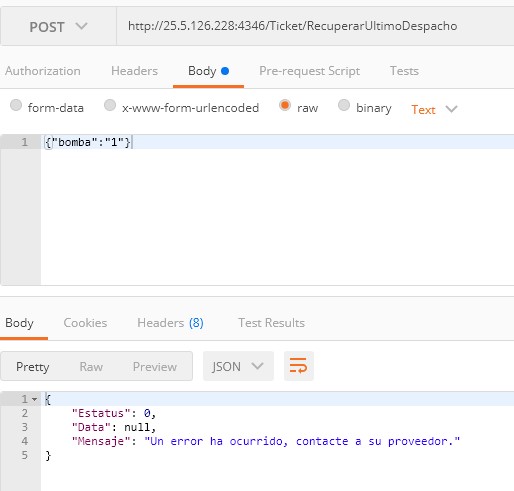 POST http://25.5.126.228:4346/Ticket/RecuperarUltimoDespacho
Authorization Headers Body Pre-request Script Tests
form-data x-www-form-urlencoded raw binary Text
1 {"bomba":"1"}
Body Cookies Headers (8) Test Results
Pretty Raw Preview JSON
1 {
2 "Estatus": 0,
3 "Data": null,
4 "Mensaje": "Un error ha ocurrido, contacte a su proveedor."
5 }